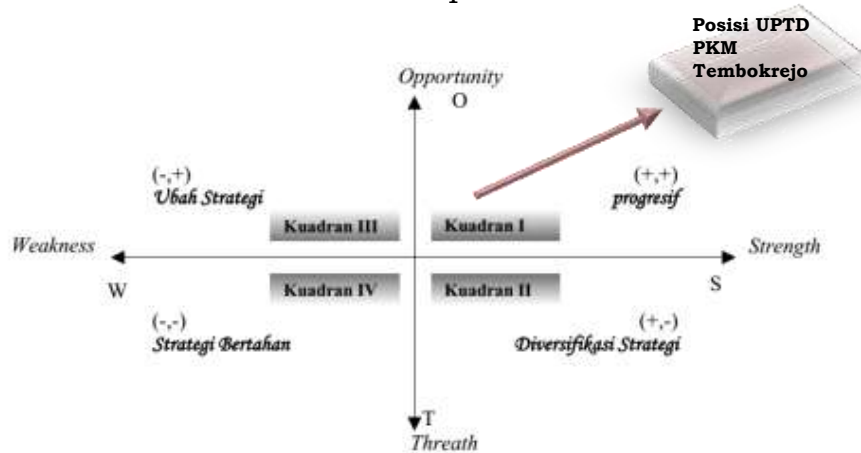 Posisi UPTD
PKM
Tembokrejo
Opportunity
O
(-,+)
Ubah Strategi
(+,+)
progresif
Kuadran III
Kuadran I
Weakness
Strength
W
Kuadran IV
Kuadran II
S
(-,-)
Strategi Bertahan
(+,-)
Diversifikasi Strategi
T
Threath